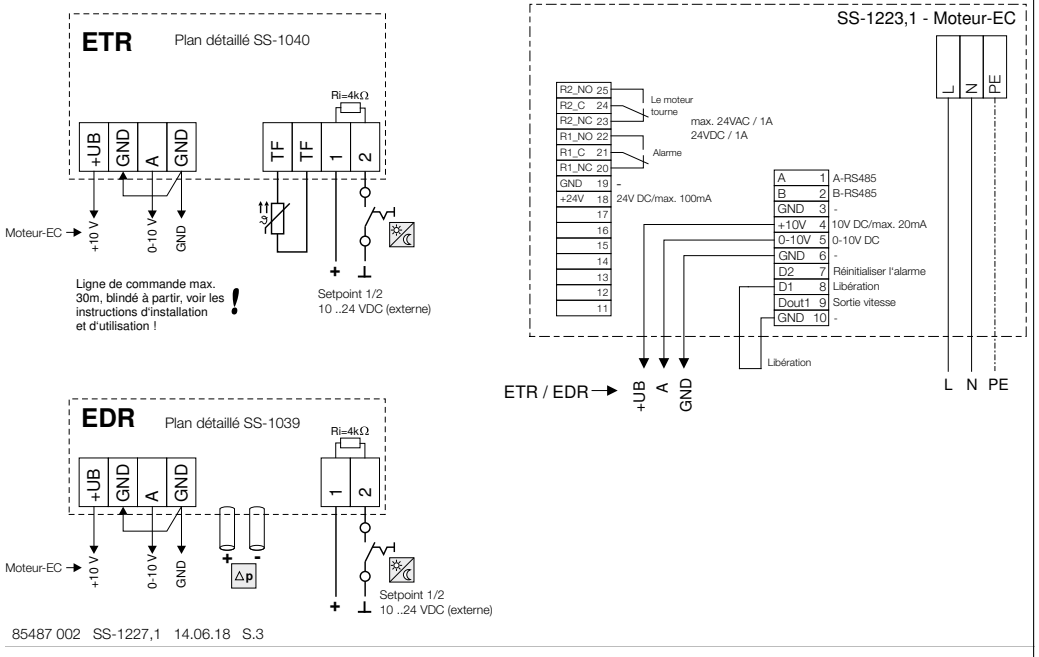 ETR
Plan détaillé SS-1040
Ri=4kΩ
+UB
GND
A
GND
TF
TF
1
2
ϑ
Moteur-EC
+10 V
0-10 V
GND
+
Ligne de commande max.
30m, blindé à partir, voir les
instructions d'installation
et d'utilisation !
!
Setpoint 1/2
10 ..24 VDC (externe)
EDR
Plan détaillé SS-1039
Ri=4kΩ
+UB
GND
A
GND
1
2
Moteur-EC
+10 V
0-10 V
GND
+ -
Δp
+
Setpoint 1/2
10 ..24 VDC (externe)
SS-1223,1 - Moteur-EC
L
N
PE
R2_NO 25
R2_C 24
R2_NC 23
R1_NO 22
R1_C 21
R1_NC 20
GND 19 -
+24V 18 24V DC/max. 100mA
17
16
15
14
13
12
11
Le moteur
tourne
max. 24VAC / 1A
24VDC / 1A
Alarme
A 1 A-RS485
B 2 B-RS485
GND 3 -
+10V 4 10V DC/max. 20mA
0-10V 5 0-10V DC
GND 6 -
D2 7 Réinitialiser l'alarme
D1 8 Libération
Dout1 9 Sortie vitesse
GND 10 -
Libération
ETR / EDR
+UB
A
GND
L N PE
85487 002 SS-1227,1 14.06.18 S.3